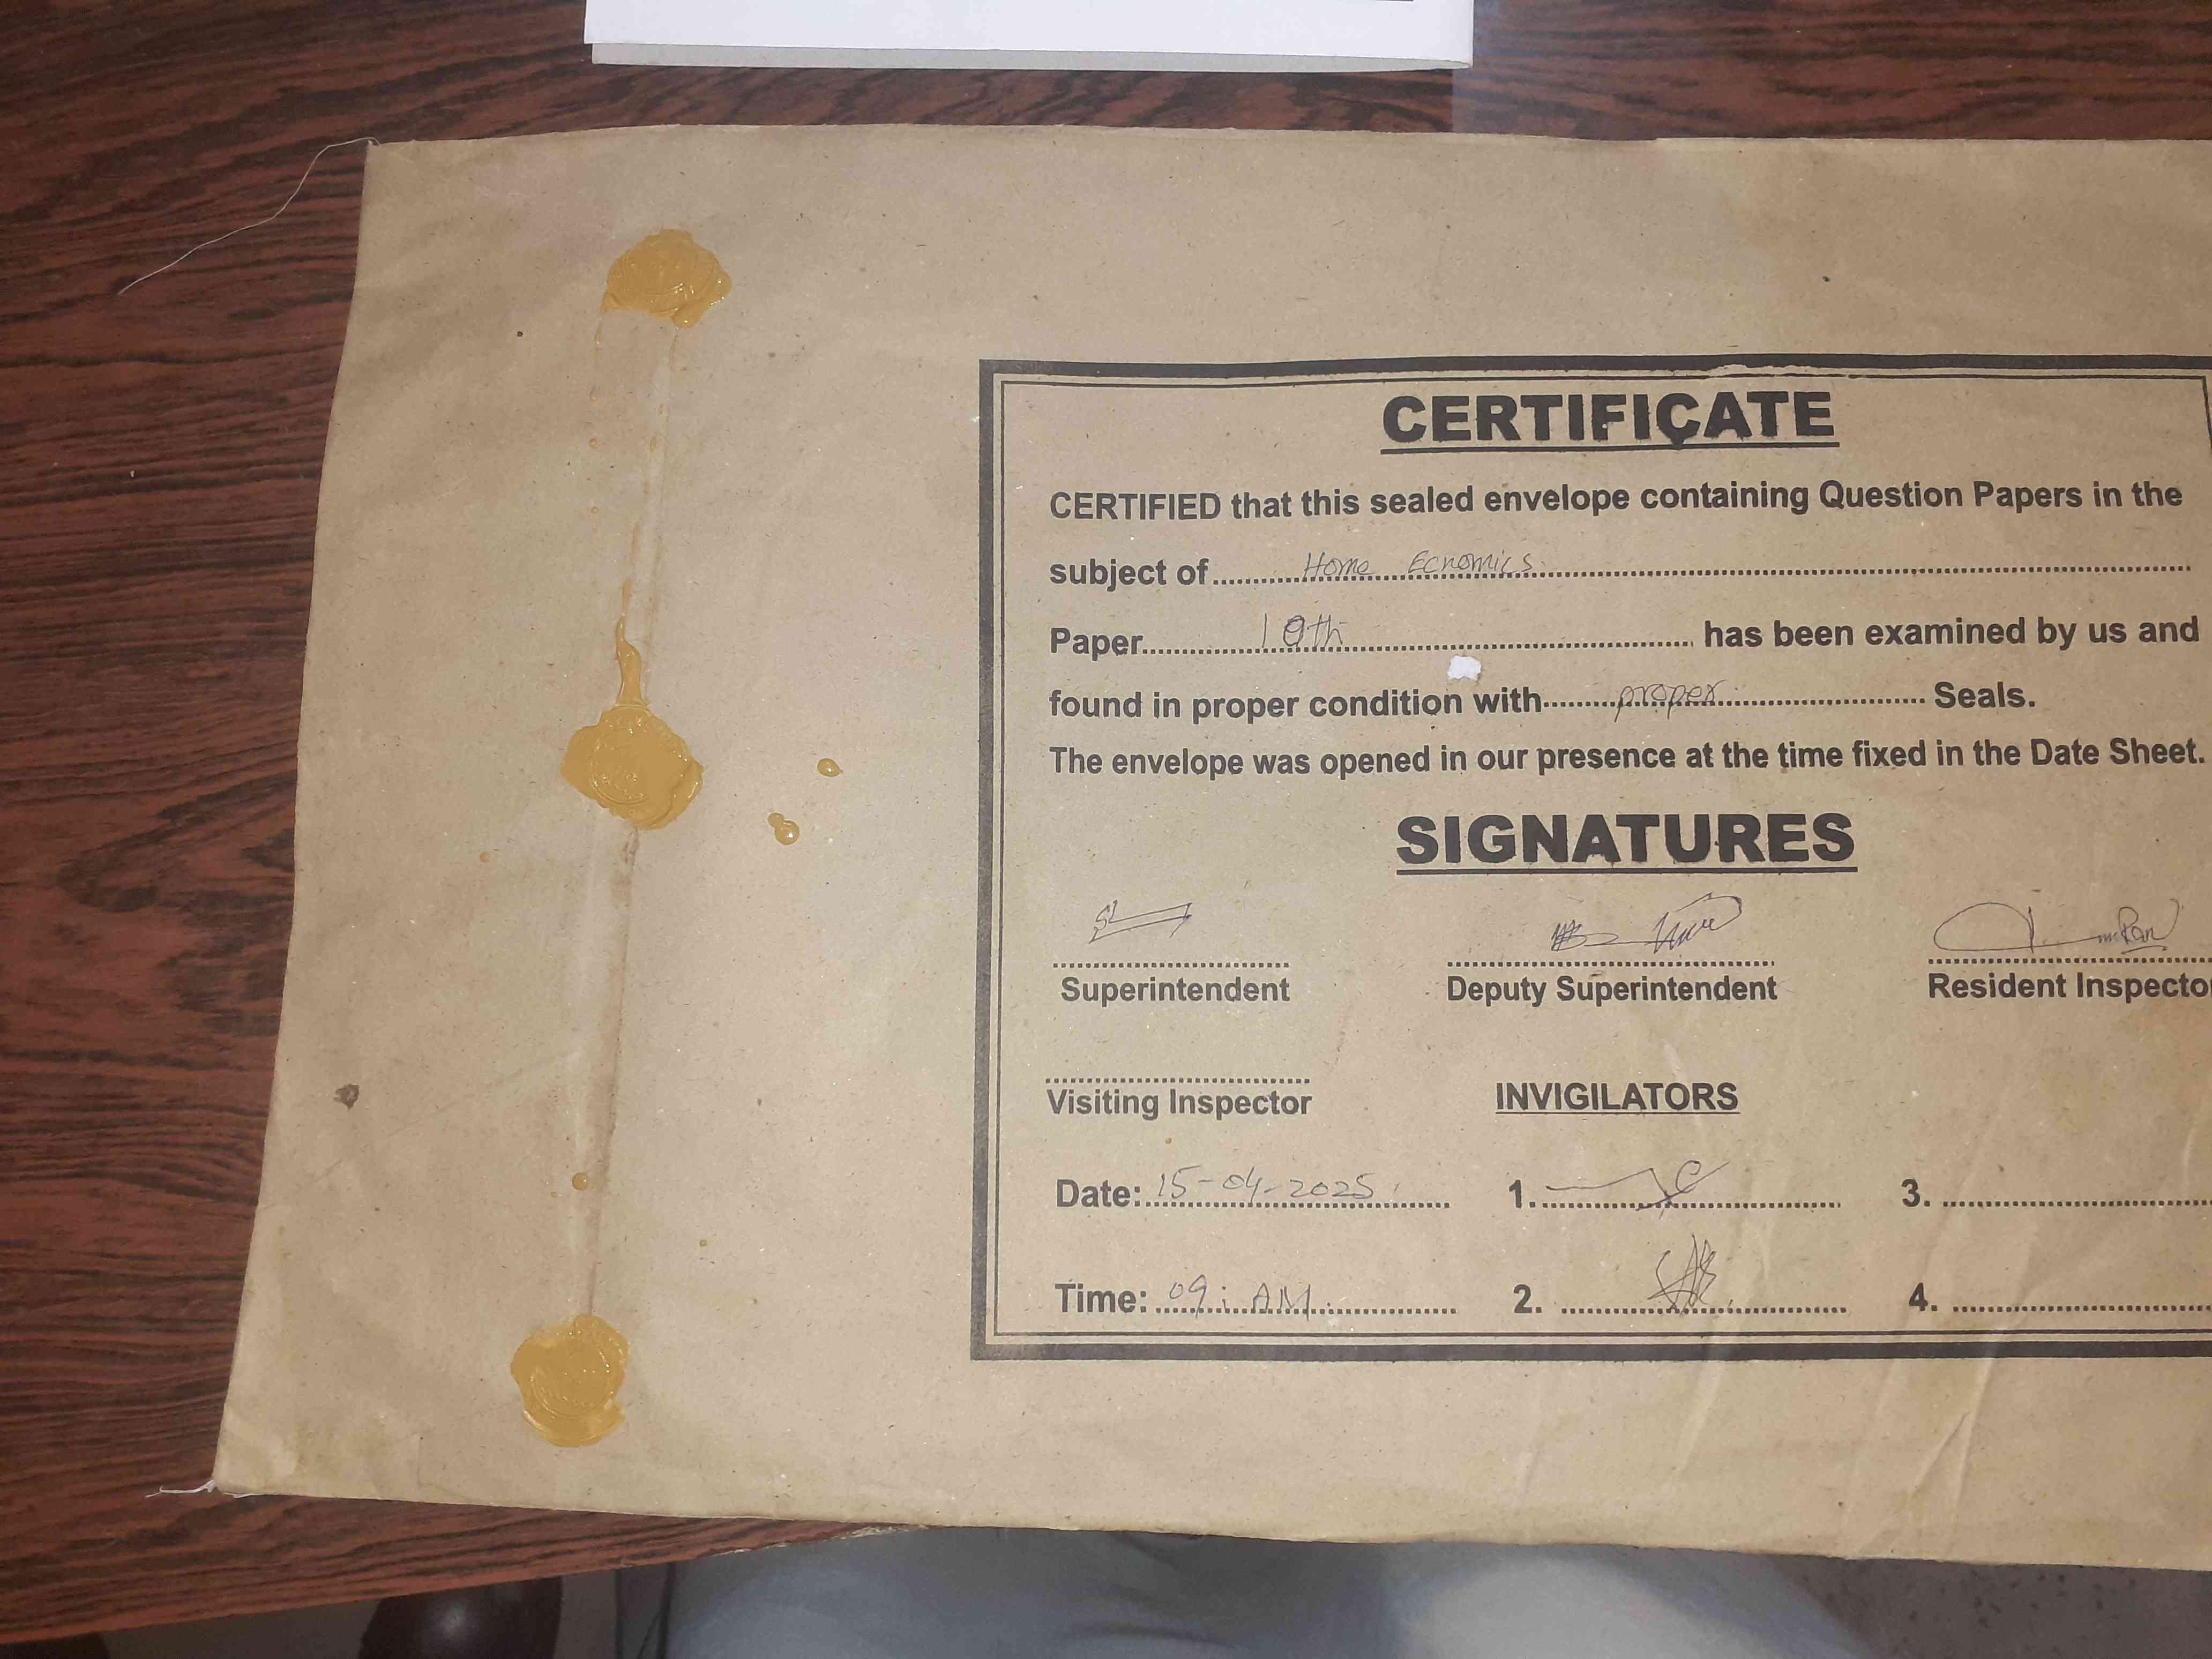 CERTIFICATE
CERTIFIED that this sealed envelope containing Question Papers in the
subject of Home Ecnomics
Paper 10th has been examined by us and
found in proper condition with proper Seals.
The envelope was opened in our presence at the time fixed in the Date Sheet.
SIGNATURES
Superintendent Deputy Superintendent Resident Inspector
Visiting Inspector INVIGILATORS
Date: 15-04-2025 1. 3.
Time: 09: AM 2. 4.